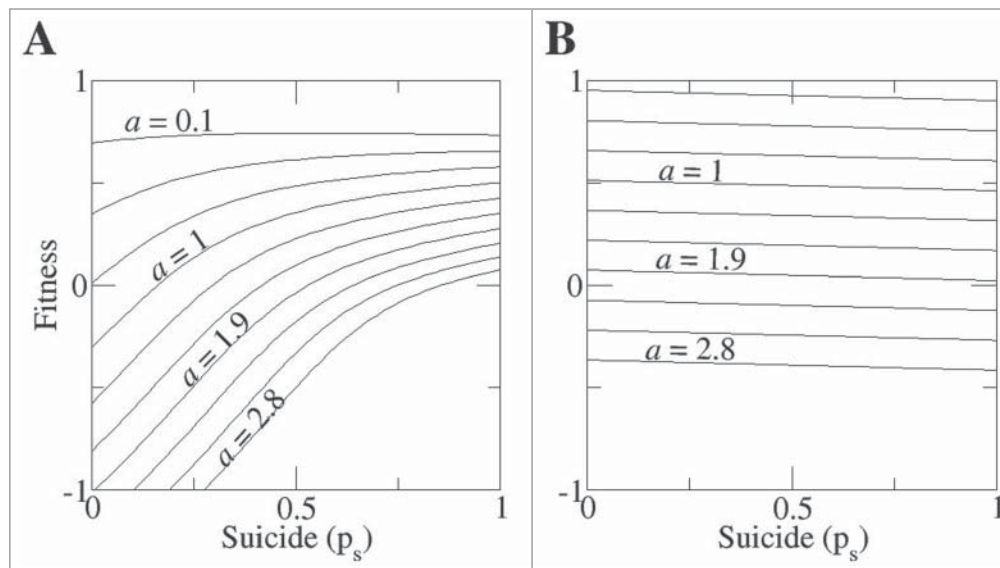 A
1
a = 0.1
a = 1
0
a = 1.9
a = 2.8
-1
0
0.5
1
Fitness
Suicide (pₛ)
B
1
a = 1
a = 1.9
0
a = 2.8
-1
0
0.5
1
Suicide (pₛ)